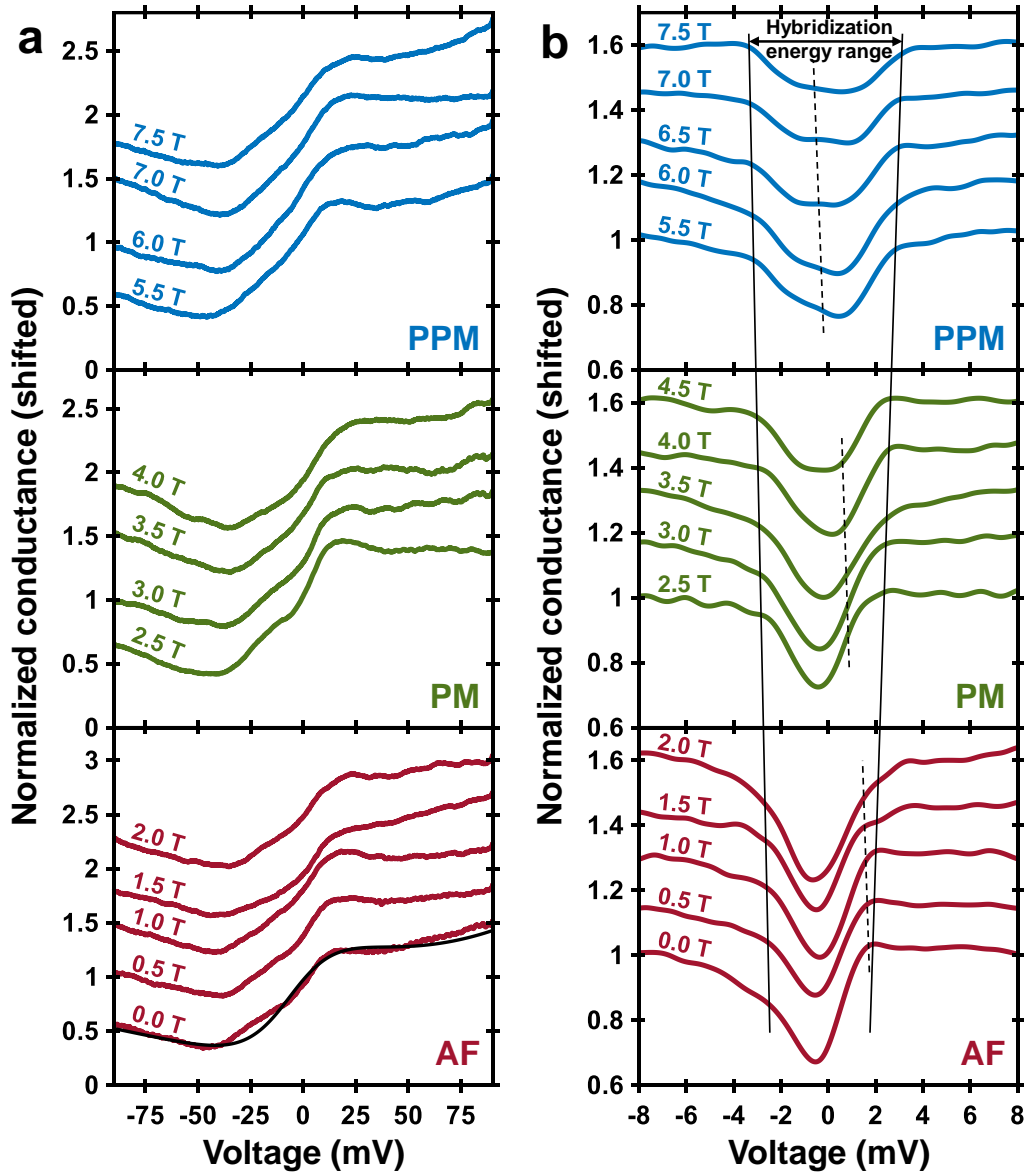 a
Normalized conductance (shifted)
2.5
2
1.5
1
0.5
0
7.5 T
7.0 T
6.0 T
5.5 T
PPM
2.5
2
1.5
1
0.5
0
4.0 T
3.5 T
3.0 T
2.5 T
PM
Normalized conductance (shifted)
3
2.5
2
1.5
1
0.5
0
2.0 T
1.5 T
1.0 T
0.5 T
0.0 T
AF
-75 -50 -25 0 25 50 75
Voltage (mV)
b
Normalized conductance (shifted)
1.6
1.4
1.2
1
0.8
0.6
Hybridization
energy range
7.5 T
7.0 T
6.5 T
6.0 T
5.5 T
PPM
1.6
1.4
1.2
1
0.8
0.6
4.5 T
4.0 T
3.5 T
3.0 T
2.5 T
PM
Normalized conductance (shifted)
1.6
1.4
1.2
1
0.8
0.6
2.0 T
1.5 T
1.0 T
0.5 T
0.0 T
AF
-8 -6 -4 -2 0 2 4 6 8
Voltage (mV)